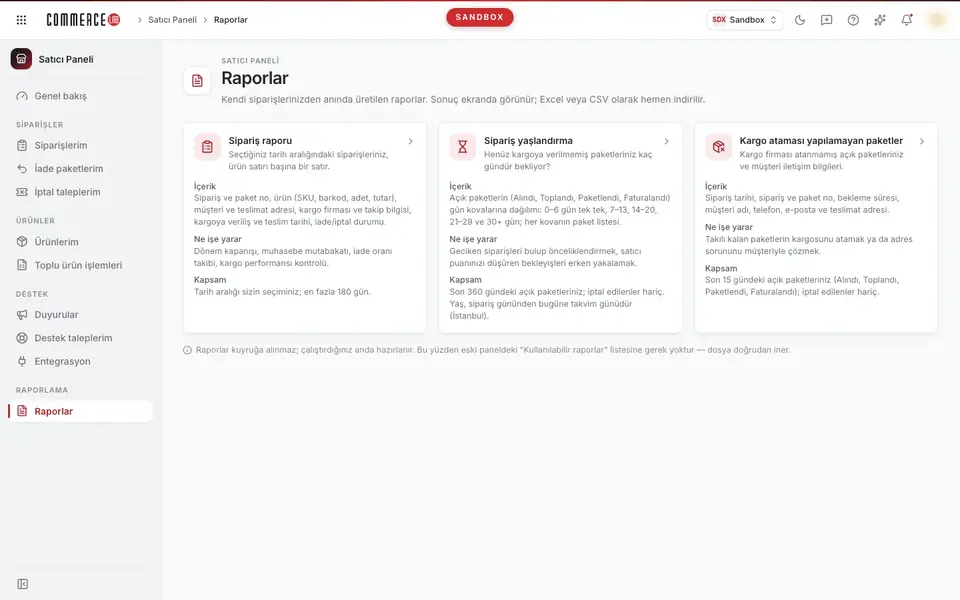 COMMERCE LAB
Satıcı Paneli
Raporlar
SANDBOX
SDX Sandbox
Satıcı Paneli
Genel bakış
SİPARİŞLER
Siparişlerim
İade paketlerim
İptal taleplerim
ÜRÜNLER
Ürünlerim
Toplu ürün işlemleri
DESTEK
Duyurular
Destek taleplerim
Entegrasyon
RAPORLAMA
Raporlar
SATICI PANELİ
Raporlar
Kendi siparişlerinizden anında üretilen raporlar. Sonuç ekranda görünür; Excel veya CSV olarak hemen indirilir.
Sipariş raporu
Seçtiğiniz tarih aralığındaki siparişleriniz,
ürün satırı başına bir satır.
İçerik
Sipariş ve paket no, ürün (SKU, barkod, adet, tutar),
müşteri ve teslimat adresi, kargo firması ve takip bilgisi,
kargoya veriliş ve teslim tarihi, iade/iptal durumu.
Ne işe yarar
Dönem kapanışı, muhasebe mutabakatı, iade oranı
takibi, kargo performansı kontrolü.
Kapsam
Tarih aralığı sizin seçiminiz; en fazla 180 gün.
Sipariş yaşlandırma
Henüz kargoya verilmemiş paketleriniz kaç
gündür bekliyor?
İçerik
Açık paketlerin (Alındı, Toplandı, Paketlendi, Faturalandı)
gün kovalarına dağılımı: 0–6 gün tek tek, 7–13, 14–20,
21–29 ve 30+ gün; her kovanın paket listesi.
Ne işe yarar
Geciken siparişleri bulup önceliklendirmek, satıcı
puanınızı düşüren bekleyişleri erken yakalamak.
Kapsam
Son 360 gündeki açık paketleriniz; iptal edilenler hariç.
Yaş, sipariş gününden bugüne takvim günüdür
(İstanbul).
Kargo ataması yapılamayan paketler
Kargo firması atanmamış açık paketleriniz
ve müşteri iletişim bilgileri.
İçerik
Sipariş tarihi, sipariş ve paket no, bekleme süresi,
müşteri adı, telefon, e-posta ve teslimat adresi.
Ne işe yarar
Takılı kalan paketlerin kargosunu atamak ya da adres
sorununu müşteriyle çözmek.
Kapsam
Son 15 gündeki açık paketleriniz (Alındı, Toplandı,
Paketlendi, Faturalandı); iptal edilenler hariç.
Raporlar kuyruğa alınmaz; çalıştırdığınız anda hazırlanır. Bu yüzden eski paneldeki "Kullanılabilir raporlar" listesine gerek yoktur — dosya doğrudan iner.